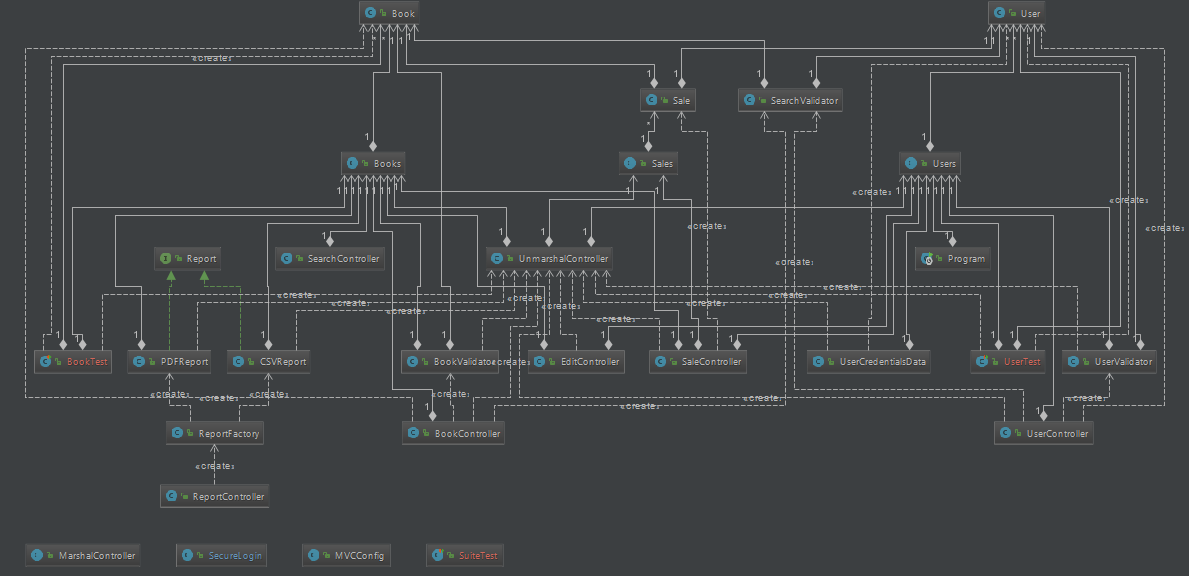 Book
User
«create»
Sale
SearchValidator
Books
Sales
Users
«create»
«create»
«create»
«create»
Report
SearchController
UnmarshalController
Program
«create»
«create»
«create»
«create»
«create»
«create»
«create»
BookTest
PDFReport
CSVReport
BookValidator
«create»
EditController
SaleController
UserCredentialsData
UserTest
UserValidator
«create»
«create»
«create»
«create»
«create»
«create»
«create»
ReportFactory
BookController
UserController
«create»
ReportController
MarshalController
SecureLogin
MVCConfig
SuiteTest